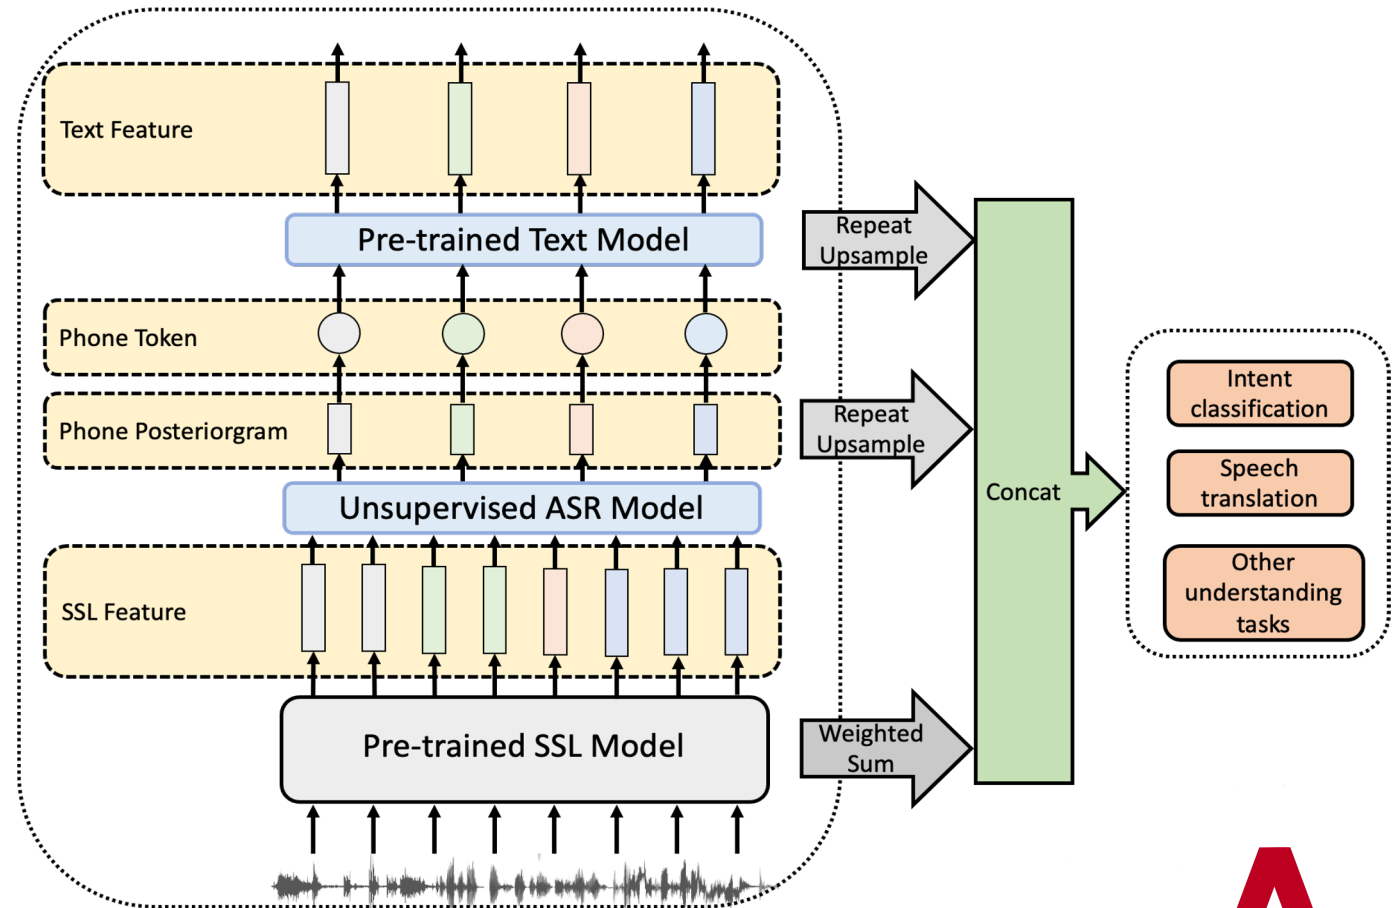 Text Feature
Pre-trained Text Model
Phone Token
Phone Posteriorgram
Unsupervised ASR Model
SSL Feature
Pre-trained SSL Model
Repeat
Upsample
Repeat
Upsample
Weighted
Sum
Concat
Intent
classification
Speech
translation
Other
understanding
tasks